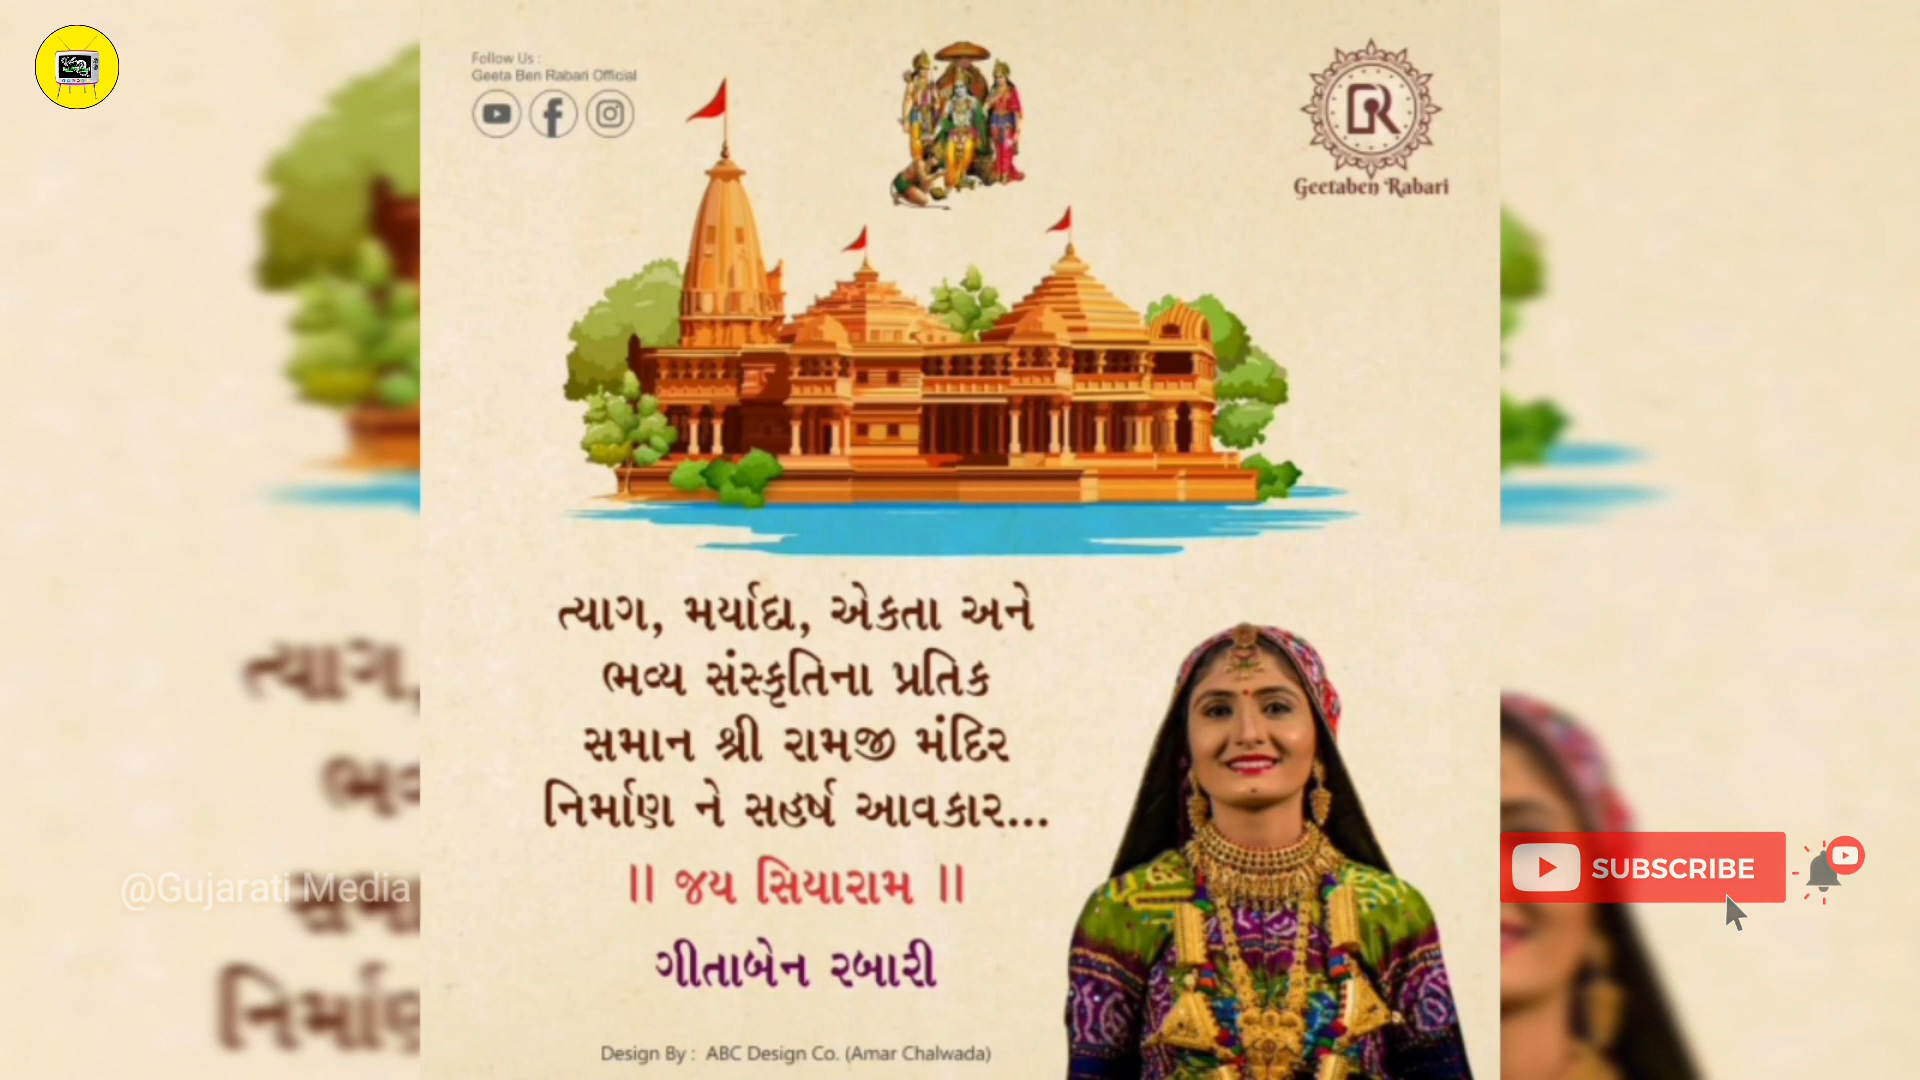 Follow Us :
Geeta Ben Rabari Official
Geetaben Rabari
ત્યાગ, મર્યાદા, એકતા અને
ભવ્ય સંસ્કૃતિના પ્રતિક
સમાન શ્રી રામજી મંદિર
નિર્માણ ને સહર્ષ આવકાર...
|| જય સિયારામ ||
ગીતાબેન રબારી
Design By : ABC Design Co. (Amar Chalwada)
@Gujarati Media
SUBSCRIBE